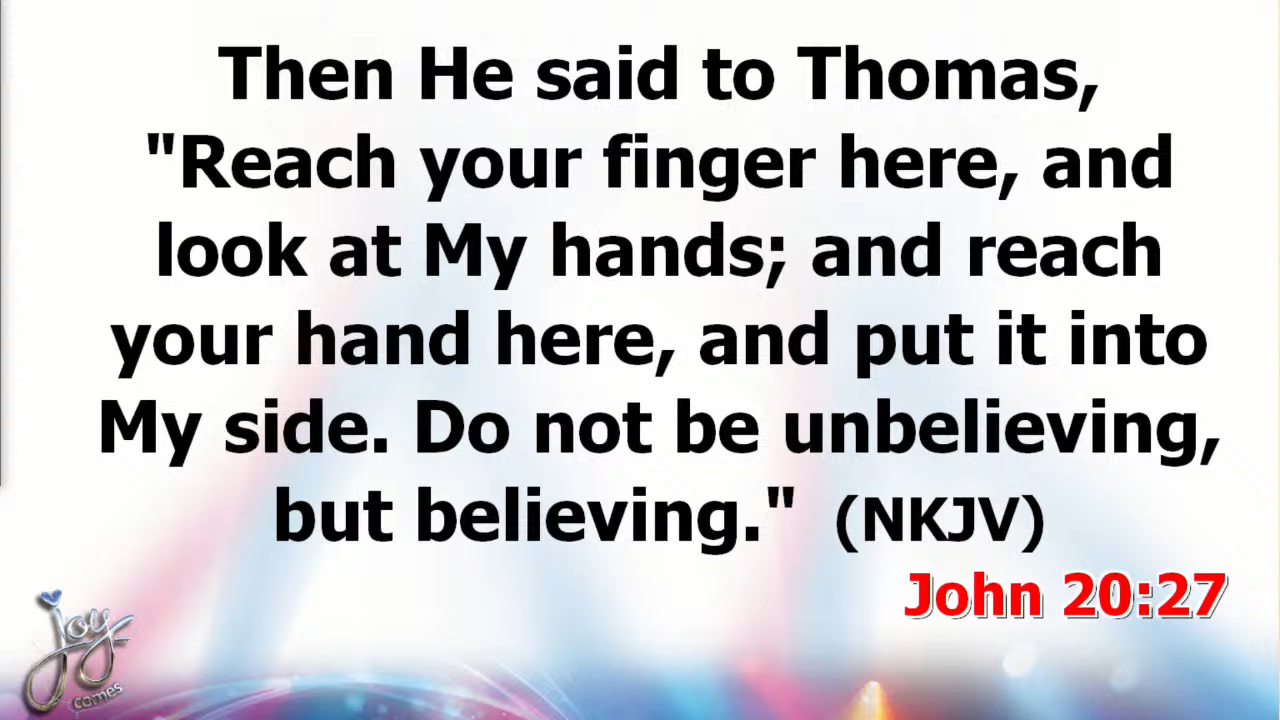 Then He said to Thomas,
"Reach your finger here, and
look at My hands; and reach
your hand here, and put it into
My side. Do not be unbelieving,
but believing." (NKJV)
John 20:27
joy
comes